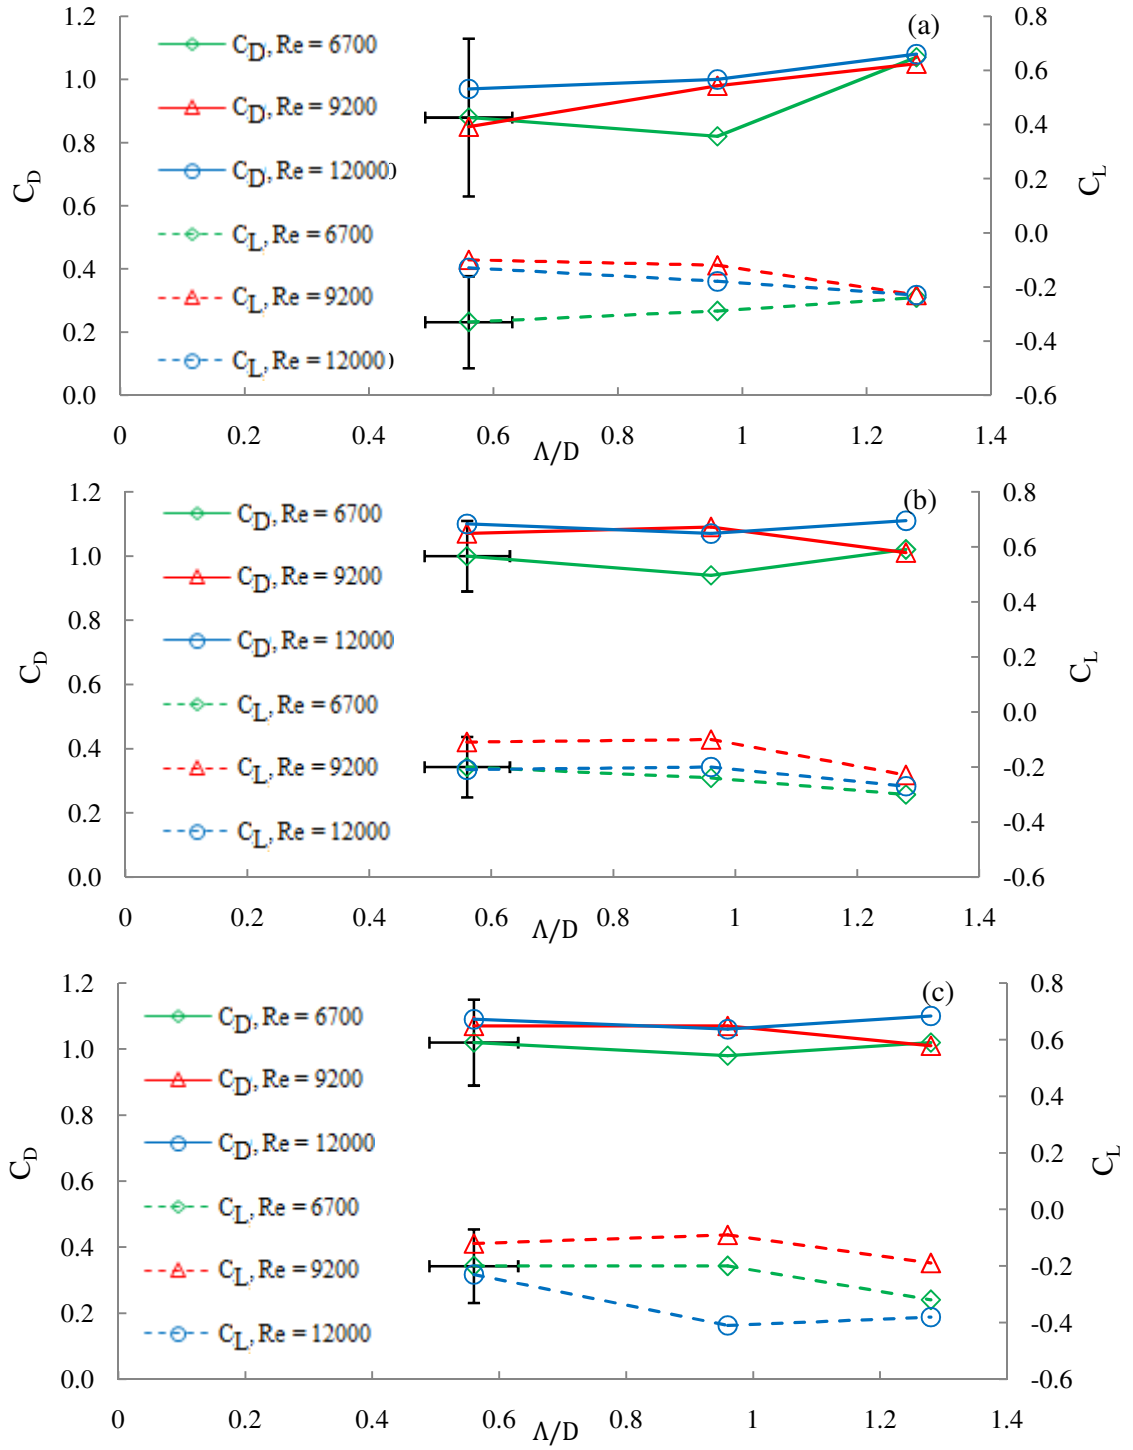 1.2
0.8
(a)
C_D, Re = 6700
1.0
0.6
C_D, Re = 9200
0.4
0.8
C_D, Re = 12000)
0.2
C_D
C_L
0.6
C_L, Re = 6700
0.0
0.4
C_L, Re = 9200
-0.2
0.2
C_L, Re = 12000)
-0.4
0.0
-0.6
0 0.2 0.4 0.6 0.8 1 1.2 1.4
Λ/D
1.2
0.8
(b)
C_D, Re = 6700
1.0
0.6
C_D, Re = 9200
0.4
0.8
C_D, Re = 12000
0.2
C_D
C_L
0.6
C_L, Re = 6700
0.0
0.4
C_L, Re = 9200
-0.2
0.2
C_L, Re = 12000
-0.4
0.0
-0.6
0 0.2 0.4 0.6 0.8 1 1.2 1.4
Λ/D
1.2
0.8
(c)
C_D, Re = 6700
1.0
0.6
C_D, Re = 9200
0.4
0.8
C_D, Re = 12000
0.2
C_D
C_L
0.6
C_L, Re = 6700
0.0
0.4
C_L, Re = 9200
-0.2
0.2
C_L, Re = 12000
-0.4
0.0
-0.6
0 0.2 0.4 0.6 0.8 1 1.2 1.4
Λ/D